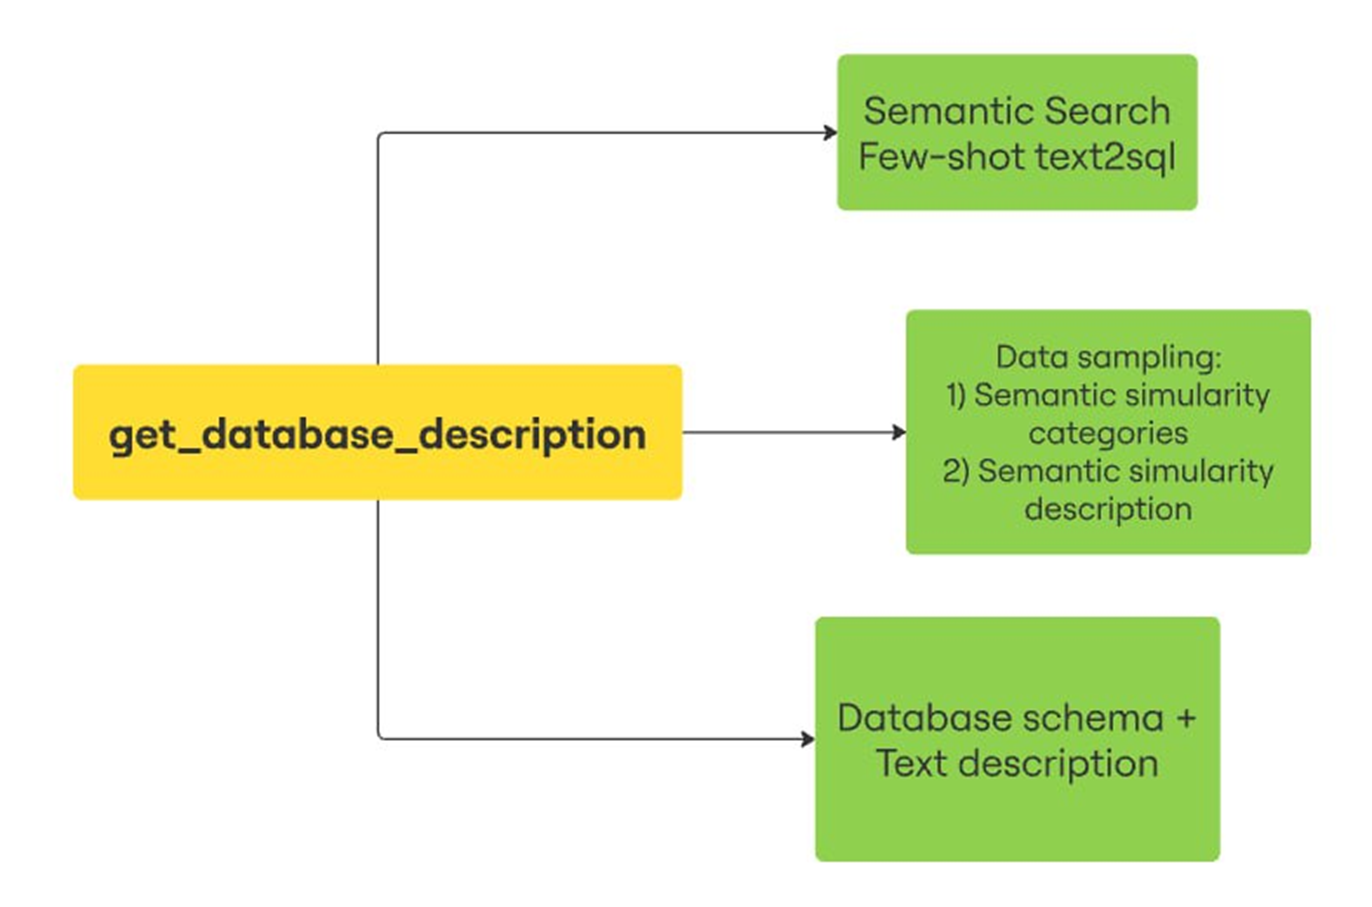 Semantic Search
Few-shot text2sql
get_database_description
Data sampling:
1) Semantic simularity
categories
2) Semantic simularity
description
Database schema +
Text description